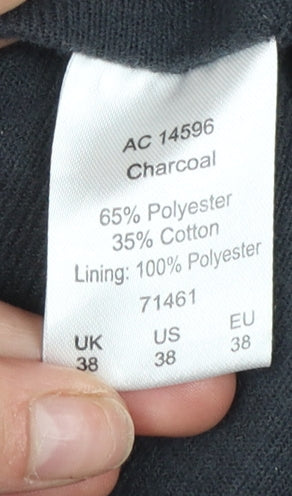 AC 14596
Charcoal
65% Polyester
35% Cotton
Lining: 100% Polyester
71461
UK US EU
38 38 38